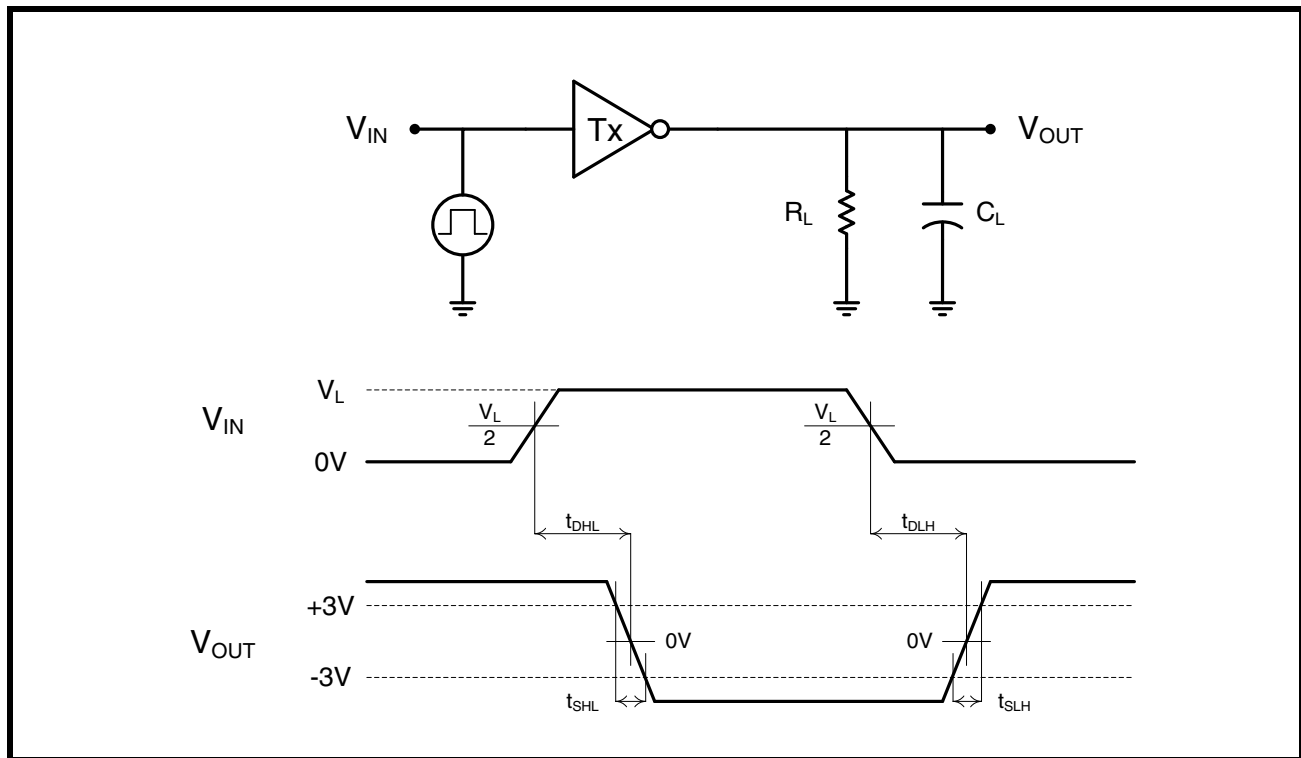 V_IN Tx V_OUT
R_L C_L
V_L
V_IN V_L/2 V_L/2
0V
t_DHL t_DLH
+3V
V_OUT 0V 0V
-3V
t_SHL t_SLH